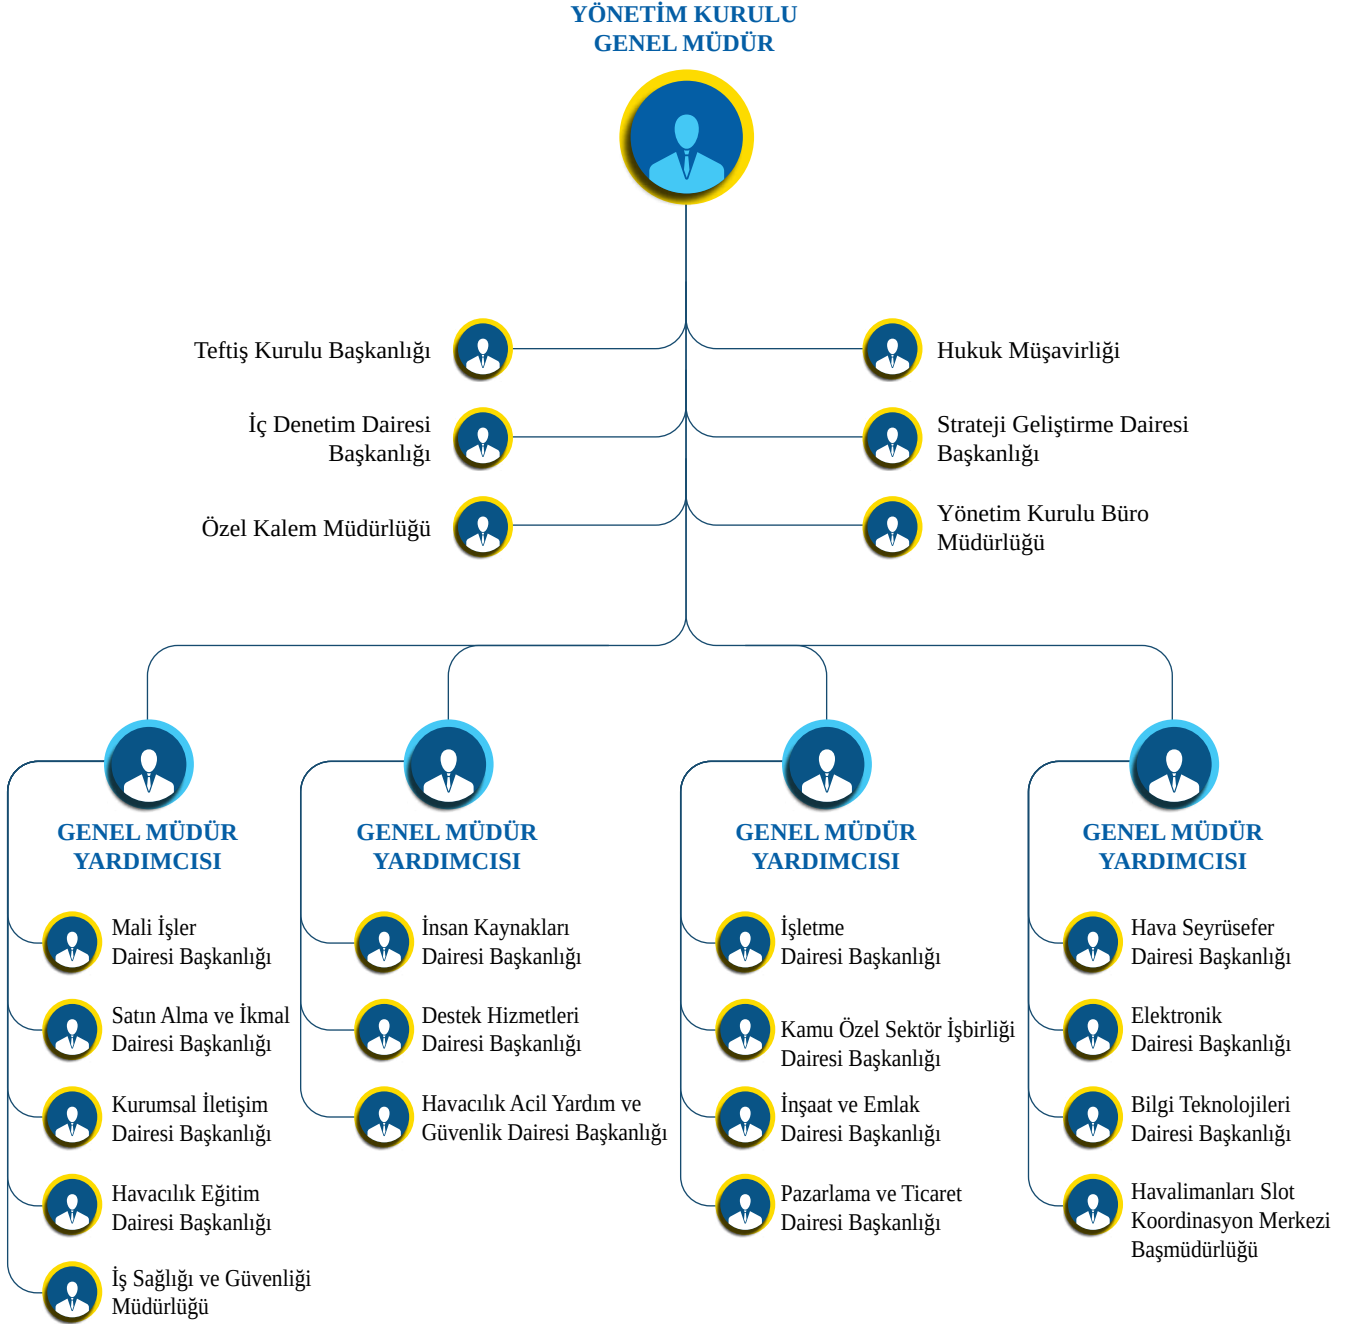 YÖNETİM KURULU
GENEL MÜDÜR
Teftiş Kurulu Başkanlığı
Hukuk Müşavirliği
İç Denetim Dairesi
Başkanlığı
Strateji Geliştirme Dairesi
Başkanlığı
Özel Kalem Müdürlüğü
Yönetim Kurulu Büro
Müdürlüğü
GENEL MÜDÜR
YARDIMCISI
Mali İşler
Dairesi Başkanlığı
Satın Alma ve İkmal
Dairesi Başkanlığı
Kurumsal İletişim
Dairesi Başkanlığı
Havacılık Eğitim
Dairesi Başkanlığı
İş Sağlığı ve Güvenliği
Müdürlüğü
GENEL MÜDÜR
YARDIMCISI
İnsan Kaynakları
Dairesi Başkanlığı
Destek Hizmetleri
Dairesi Başkanlığı
Havacılık Acil Yardım ve
Güvenlik Dairesi Başkanlığı
GENEL MÜDÜR
YARDIMCISI
İşletme
Dairesi Başkanlığı
Kamu Özel Sektör İşbirliği
Dairesi Başkanlığı
İnşaat ve Emlak
Dairesi Başkanlığı
Pazarlama ve Ticaret
Dairesi Başkanlığı
GENEL MÜDÜR
YARDIMCISI
Hava Seyrüsefer
Dairesi Başkanlığı
Elektronik
Dairesi Başkanlığı
Bilgi Teknolojileri
Dairesi Başkanlığı
Havalimanları Slot
Koordinasyon Merkezi
Başmüdürlüğü